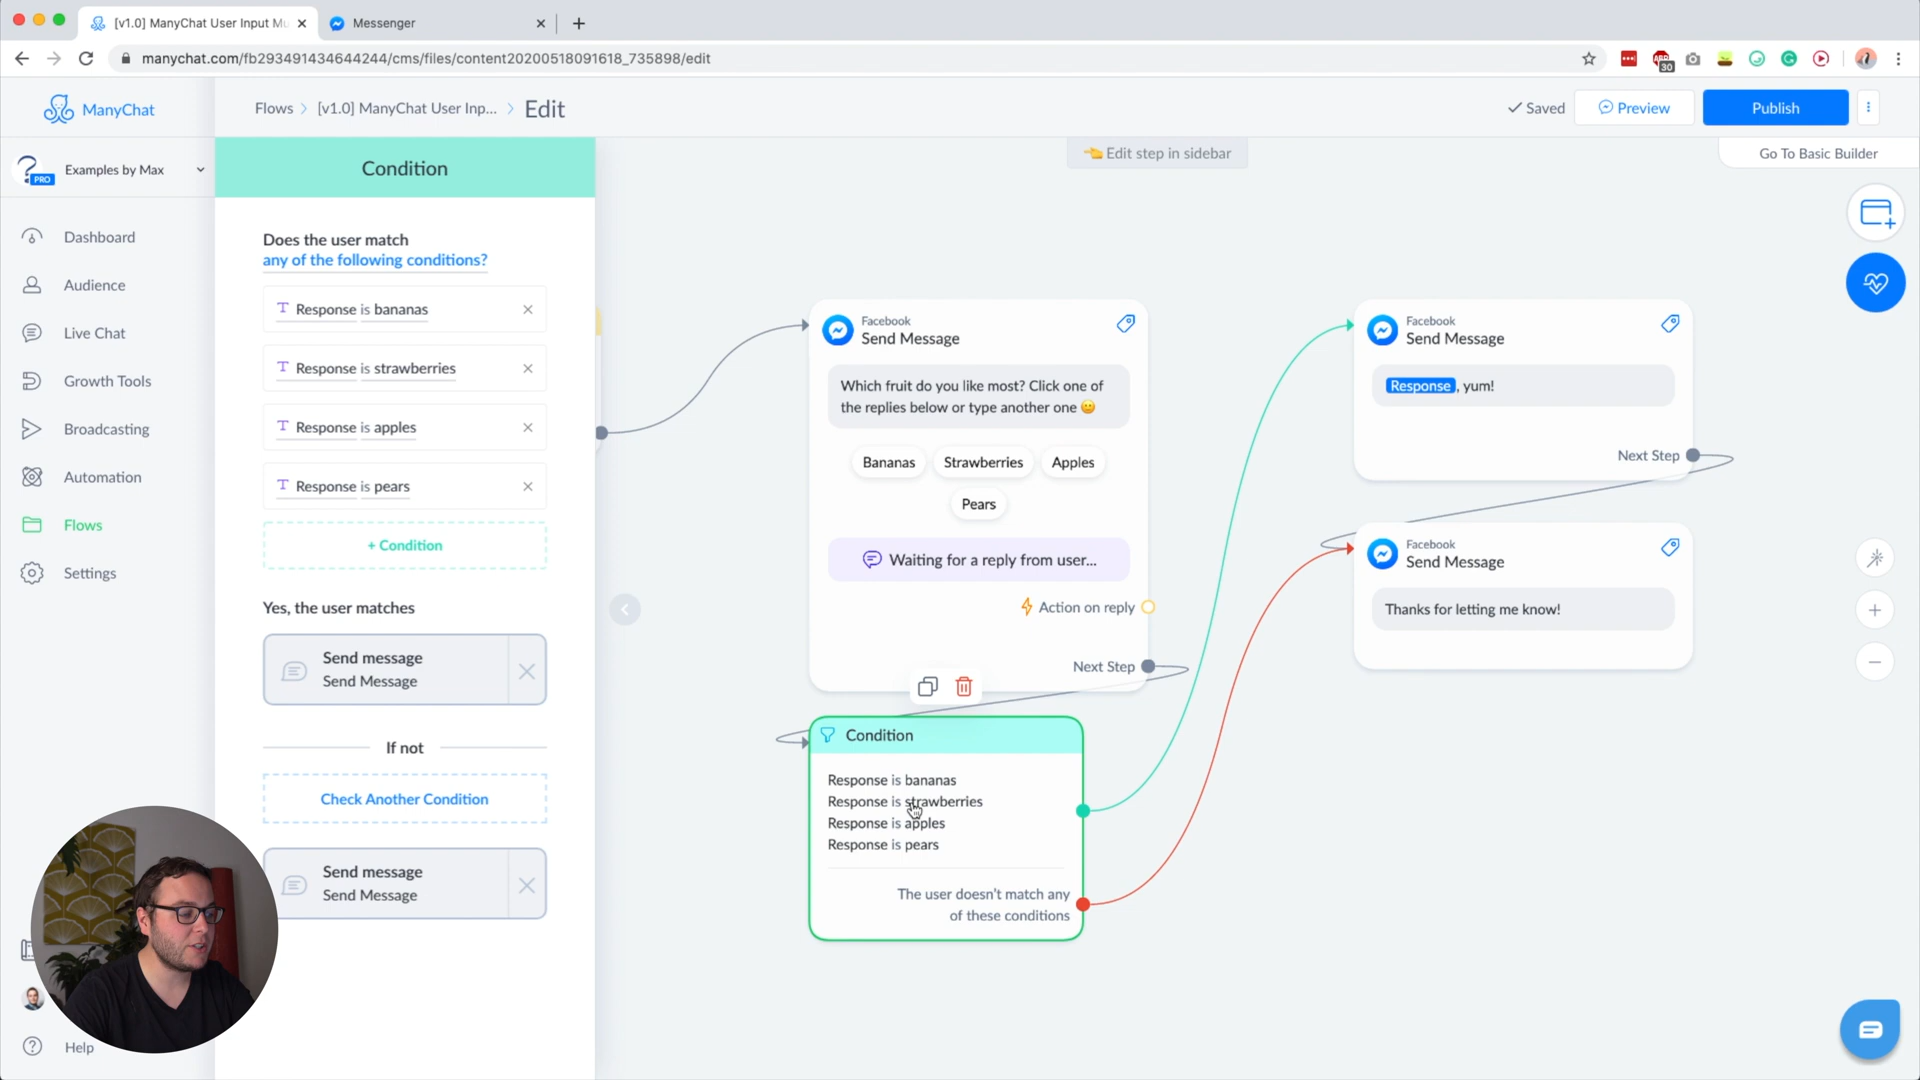 [v1.0] ManyChat User Input Mu
Messenger
manychat.com/fb293491434644244/cms/files/content20200518091618_735898/edit
30
ManyChat
Flows
[v1.0] ManyChat User Inp...
Edit
Saved
Preview
Publish
Examples by Max
PRO
Condition
Edit step in sidebar
Go To Basic Builder
Dashboard
Audience
Live Chat
Growth Tools
Broadcasting
Automation
Flows
Settings
Help
Does the user match
any of the following conditions?
Response is bananas
Response is strawberries
Response is apples
Response is pears
+ Condition
Yes, the user matches
Send message
Send Message
If not
Check Another Condition
Send message
Send Message
Facebook
Send Message
Which fruit do you like most? Click one of
the replies below or type another one
Bananas
Strawberries
Apples
Pears
Waiting for a reply from user...
Action on reply
Next Step
Condition
Response is bananas
Response is strawberries
Response is apples
Response is pears
The user doesn't match any
of these conditions
Facebook
Send Message
Response, yum!
Next Step
Facebook
Send Message
Thanks for letting me know!